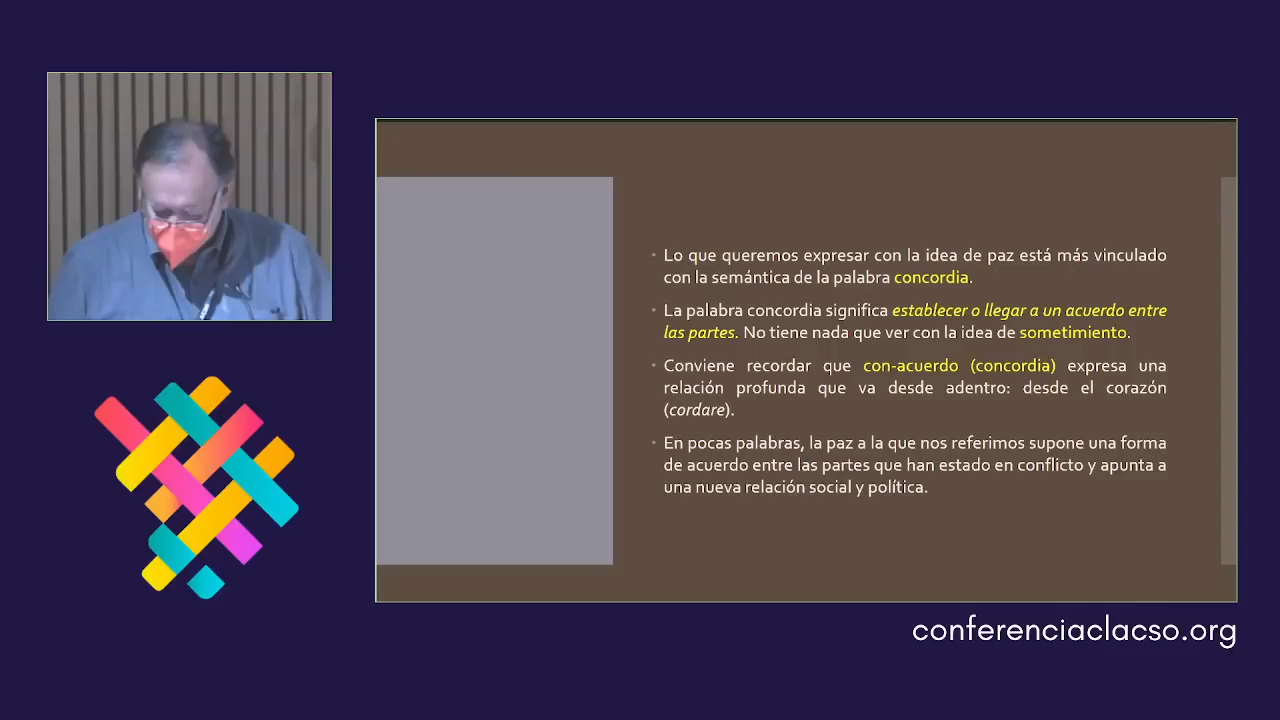 Lo que queremos expresar con la idea de paz está más vinculado
con la semántica de la palabra concordia.
La palabra concordia significa establecer o llegar a un acuerdo entre
las partes. No tiene nada que ver con la idea de sometimiento.
Conviene recordar que con-acuerdo (concordia) expresa una
relación profunda que va desde adentro: desde el corazón
(cordare).
En pocas palabras, la paz a la que nos referimos supone una forma
de acuerdo entre las partes que han estado en conflicto y apunta a
una nueva relación social y política.
conferenciaclacso.org